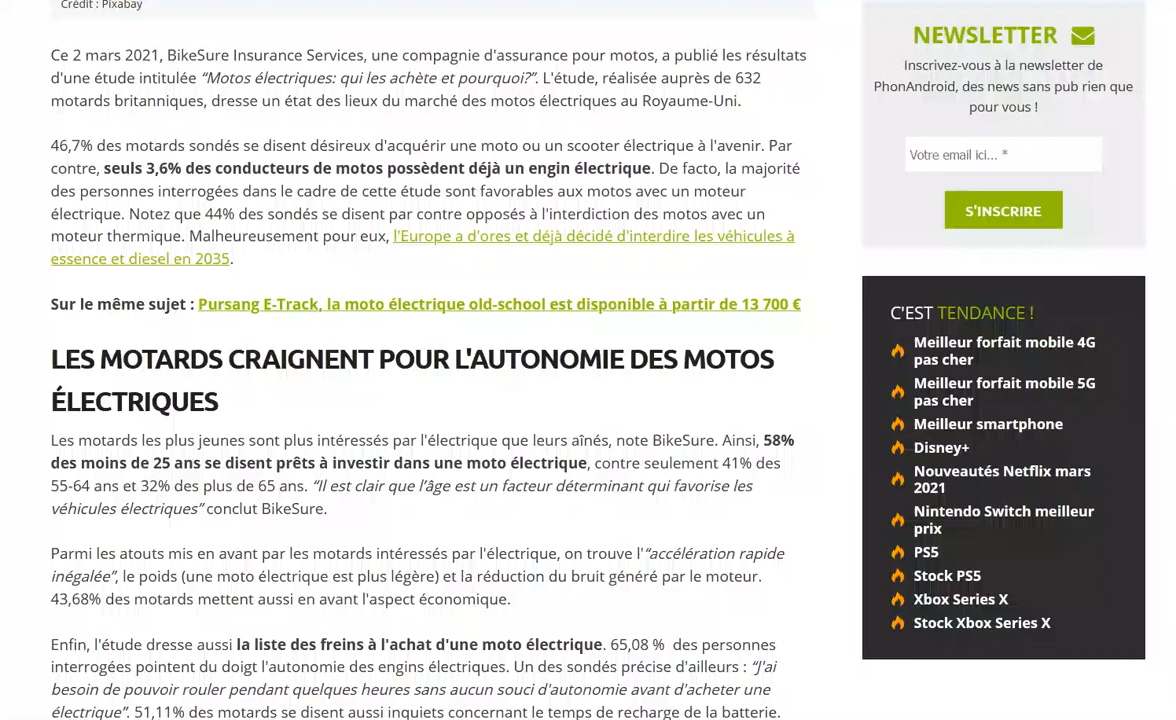 Crédit : Pixabay
Ce 2 mars 2021, BikeSure Insurance Services, une compagnie d'assurance pour motos, a publié les résultats
d'une étude intitulée “Motos électriques: qui les achète et pourquoi?”. L'étude, réalisée auprès de 632
motards britanniques, dresse un état des lieux du marché des motos électriques au Royaume-Uni.
46,7% des motards sondés se disent désireux d'acquérir une moto ou un scooter électrique à l'avenir. Par
contre, seuls 3,6% des conducteurs de motos possèdent déjà un engin électrique. De facto, la majorité
des personnes interrogées dans le cadre de cette étude sont favorables aux motos avec un moteur
électrique. Notez que 44% des sondés se disent par contre opposés à l'interdiction des motos avec un
moteur thermique. Malheureusement pour eux, l'Europe a d'ores et déjà décidé d'interdire les véhicules à
essence et diesel en 2035.
Sur le même sujet : Pursang E-Track, la moto électrique old-school est disponible à partir de 13 700 €
LES MOTARDS CRAIGNENT POUR L'AUTONOMIE DES MOTOS
ÉLECTRIQUES
Les motards les plus jeunes sont plus intéressés par l'électrique que leurs aînés, note BikeSure. Ainsi, 58%
des moins de 25 ans se disent prêts à investir dans une moto électrique, contre seulement 41% des
55-64 ans et 32% des plus de 65 ans. “Il est clair que l’âge est un facteur déterminant qui favorise les
véhicules électriques” conclut BikeSure.
Parmi les atouts mis en avant par les motards intéressés par l'électrique, on trouve l'“accélération rapide
inégalée”, le poids (une moto électrique est plus légère) et la réduction du bruit généré par le moteur.
43,68% des motards mettent aussi en avant l'aspect économique.
Enfin, l'étude dresse aussi la liste des freins à l'achat d'une moto électrique. 65,08 % des personnes
interrogées pointent du doigt l'autonomie des engins électriques. Un des sondés précise d'ailleurs : “J'ai
besoin de pouvoir rouler pendant quelques heures sans aucun souci d'autonomie avant d'acheter une
électrique”. 51,11% des motards se disent aussi inquiets concernant le temps de recharge de la batterie.
NEWSLETTER
Inscrivez-vous à la newsletter de
PhonAndroid, des news sans pub rien que
pour vous !
Votre email ici... *
S'INSCRIRE
C'EST TENDANCE !
Meilleur forfait mobile 4G
pas cher
Meilleur forfait mobile 5G
pas cher
Meilleur smartphone
Disney+
Nouveautés Netflix mars
2021
Nintendo Switch meilleur
prix
PS5
Stock PS5
Xbox Series X
Stock Xbox Series X